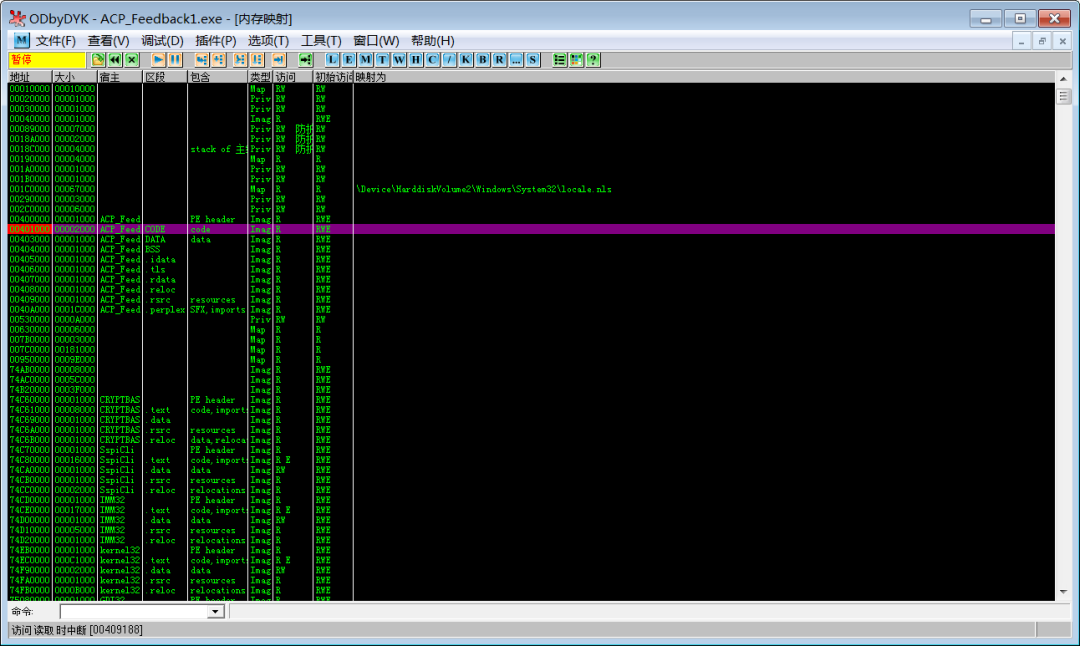 ODbyDYK - ACP_Feedback1.exe - [内存映射]
文件(F) 查看(V) 调试(D) 插件(P) 选项(T) 工具(T) 窗口(W) 帮助(H)
暂停 L E M T W H C / K B R ... S ?
地址 大小 宿主 区段 包含 类型 访问 初始访问 映射为
00010000 00010000 Map RW RW
00020000 00001000 Priv RW RW
00030000 00001000 Priv RW RW
00040000 00001000 Imag R RWE
00089000 00007000 Priv RW 防护 RW
0018A000 00002000 Priv RW 防护 RW
0018C000 00004000 stack of 主 Priv RW 防护 RW
00190000 00004000 Map R R
001A0000 00001000 Priv RW RW
001B0000 00001000 Priv RW RW
001C0000 00067000 Map R R \Device\HarddiskVolume2\Windows\System32\locale.nls
00290000 00003000 Priv RW RW
002C0000 00006000 Priv RW RW
00400000 00001000 ACP_Feed PE header Imag R RWE
00401000 00002000 ACP_Feed CODE code Imag R RWE
00403000 00001000 ACP_Feed DATA data Imag R RWE
00404000 00001000 ACP_Feed BSS Imag R RWE
00405000 00001000 ACP_Feed .idata Imag R RWE
00406000 00001000 ACP_Feed .tls Imag R RWE
00407000 00001000 ACP_Feed .rdata Imag R RWE
00408000 00001000 ACP_Feed .reloc Imag R RWE
00409000 00001000 ACP_Feed .rsrc resources Imag R RWE
0040A000 0001C000 ACP_Feed .perplex SFX,imports Imag R RWE
00530000 0000A000 Priv RW RW
00630000 00006000 Map R R
007B0000 00003000 Map R R
007C0000 00181000 Map R R
00950000 0009E000 Map R R
74AB0000 00008000 Imag R RWE
74AC0000 0005C000 Imag R RWE
74B20000 0003F000 Imag R RWE
74C60000 00001000 CRYPTBAS PE header Imag R RWE
74C61000 00008000 CRYPTBAS .text code,import Imag R RWE
74C69000 00001000 CRYPTBAS .data Imag R RWE
74C6A000 00001000 CRYPTBAS .rsrc resources Imag R RWE
74C6B000 00001000 CRYPTBAS .reloc data,reloca Imag R RWE
74C70000 00001000 SspiCli PE header Imag R RWE
74C80000 00016000 SspiCli .text code,import Imag R E RWE
74CA0000 00001000 SspiCli .data data Imag RW RWE
74CB0000 00001000 SspiCli .rsrc resources Imag R RWE
74CC0000 00002000 SspiCli .reloc relocations Imag R RWE
74CD0000 00001000 IMM32 PE header Imag R RWE
74CE0000 00017000 IMM32 .text code,import Imag R E RWE
74D00000 00001000 IMM32 .data data Imag RW RWE
74D10000 00005000 IMM32 .rsrc resources Imag R RWE
74D20000 00001000 IMM32 .reloc relocations Imag R RWE
74EB0000 00001000 kernel32 PE header Imag R RWE
74EC0000 000C1000 kernel32 .text code,import Imag R E RWE
74F90000 00002000 kernel32 .data data Imag RW RWE
74FA0000 00001000 kernel32 .rsrc resources Imag R RWE
74FB0000 0000B000 kernel32 .reloc relocations Imag R RWE
75080000 00001000 GDI32 PE header Imag R RWE
命令:
访问 读取 时中断 [00409188]